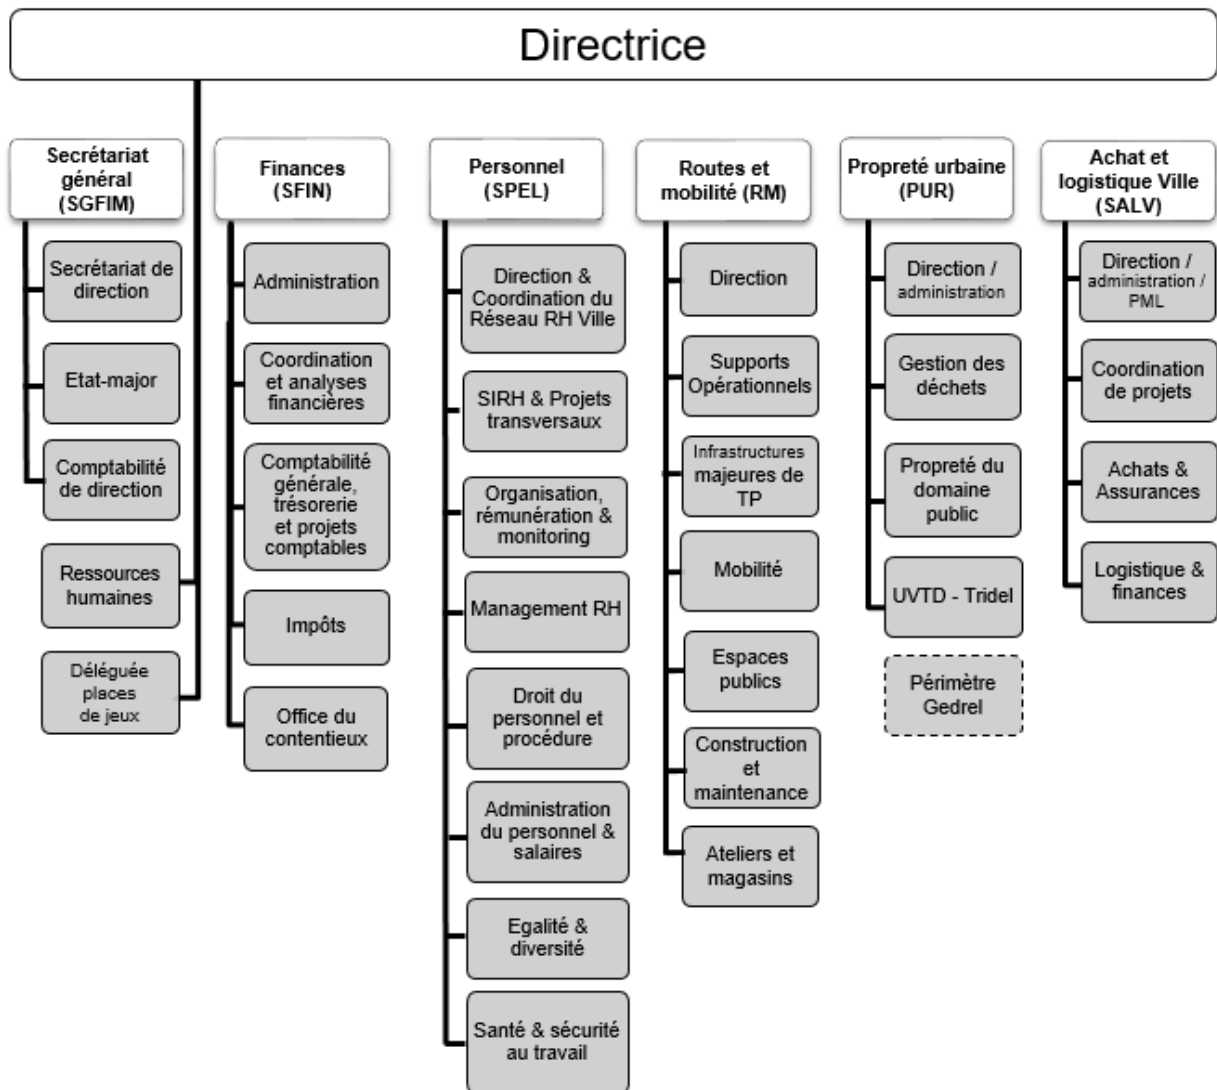 Directrice
Secrétariat
général
(SGFIM)
Secrétariat de
direction
Etat-major
Comptabilité
de direction
Ressources
humaines
Déléguée
places
de jeux
Finances
(SFIN)
Administration
Coordination
et analyses
financières
Comptabilité
générale,
trésorerie
et projets
comptables
Impôts
Office du
contentieux
Personnel
(SPEL)
Direction &
Coordination du
Réseau RH Ville
SIRH & Projets
transversaux
Organisation,
rémunération &
monitoring
Management RH
Droit du
personnel et
procédure
Administration
du personnel &
salaires
Egalité &
diversité
Santé & sécurité
au travail
Routes et
mobilité (RM)
Direction
Supports
Opérationnels
Infrastructures
majeures de
TP
Mobilité
Espaces
publics
Construction
et
maintenance
Ateliers et
magasins
Propreté urbaine
(PUR)
Direction /
administration
Gestion des
déchets
Propreté du
domaine
public
UVTD - Tridel
Périmètre
Gedrel
Achat et
logistique Ville
(SALV)
Direction /
administration /
PML
Coordination
de projets
Achats &
Assurances
Logistique &
finances